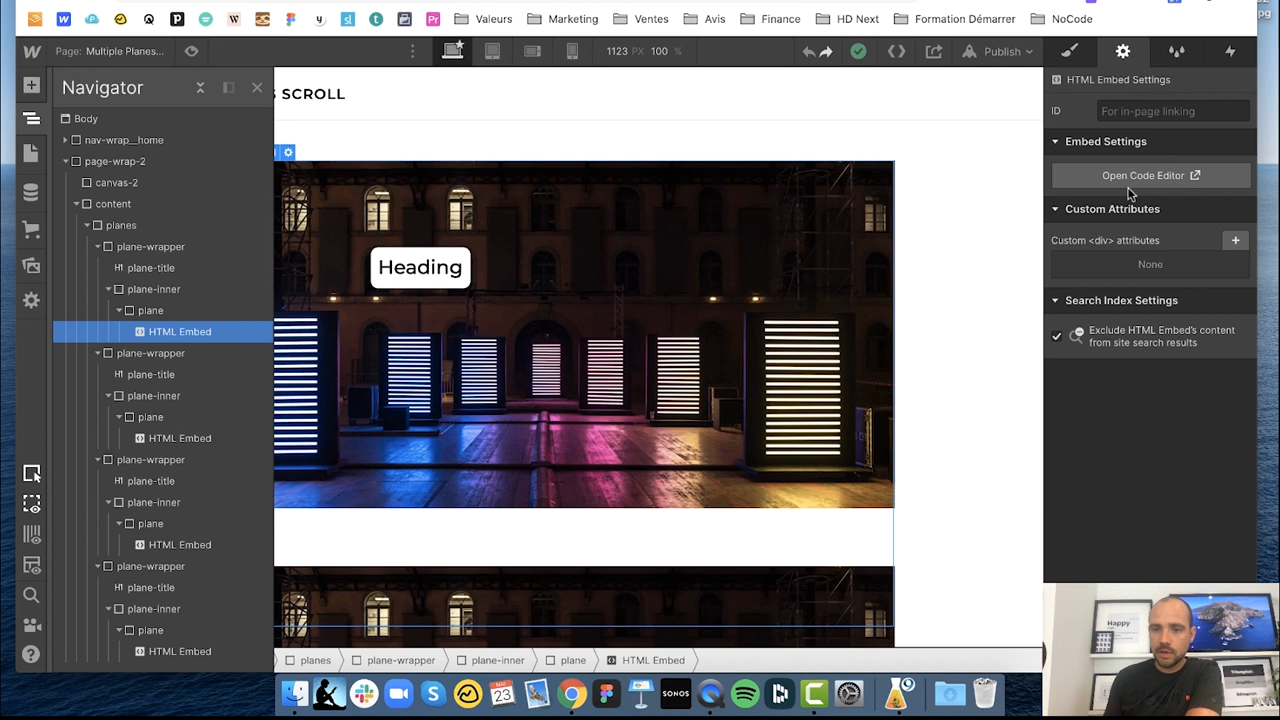 Valeurs
Marketing
Ventes
Avis
Finance
HD Next
Formation Démarrer
NoCode
Page: Multiple Planes...
1123 PX 100 %
Publish
Navigator
S SCROLL
HTML Embed Settings
ID
For in-page linking
Body
nav-wrap__home
page-wrap-2
canvas-2
content
planes
plane-wrapper
plane-title
plane-inner
plane
HTML Embed
plane-wrapper
plane-title
plane-inner
plane
HTML Embed
plane-wrapper
plane-title
plane-inner
plane
HTML Embed
plane-wrapper
plane-title
plane-inner
plane
HTML Embed
Heading
Embed Settings
Open Code Editor
Custom Attributes
Custom <div> attributes
None
Search Index Settings
Exclude HTML Embed's content
from site search results
planes
plane-wrapper
plane-inner
plane
HTML Embed
23
SONOS
Happy